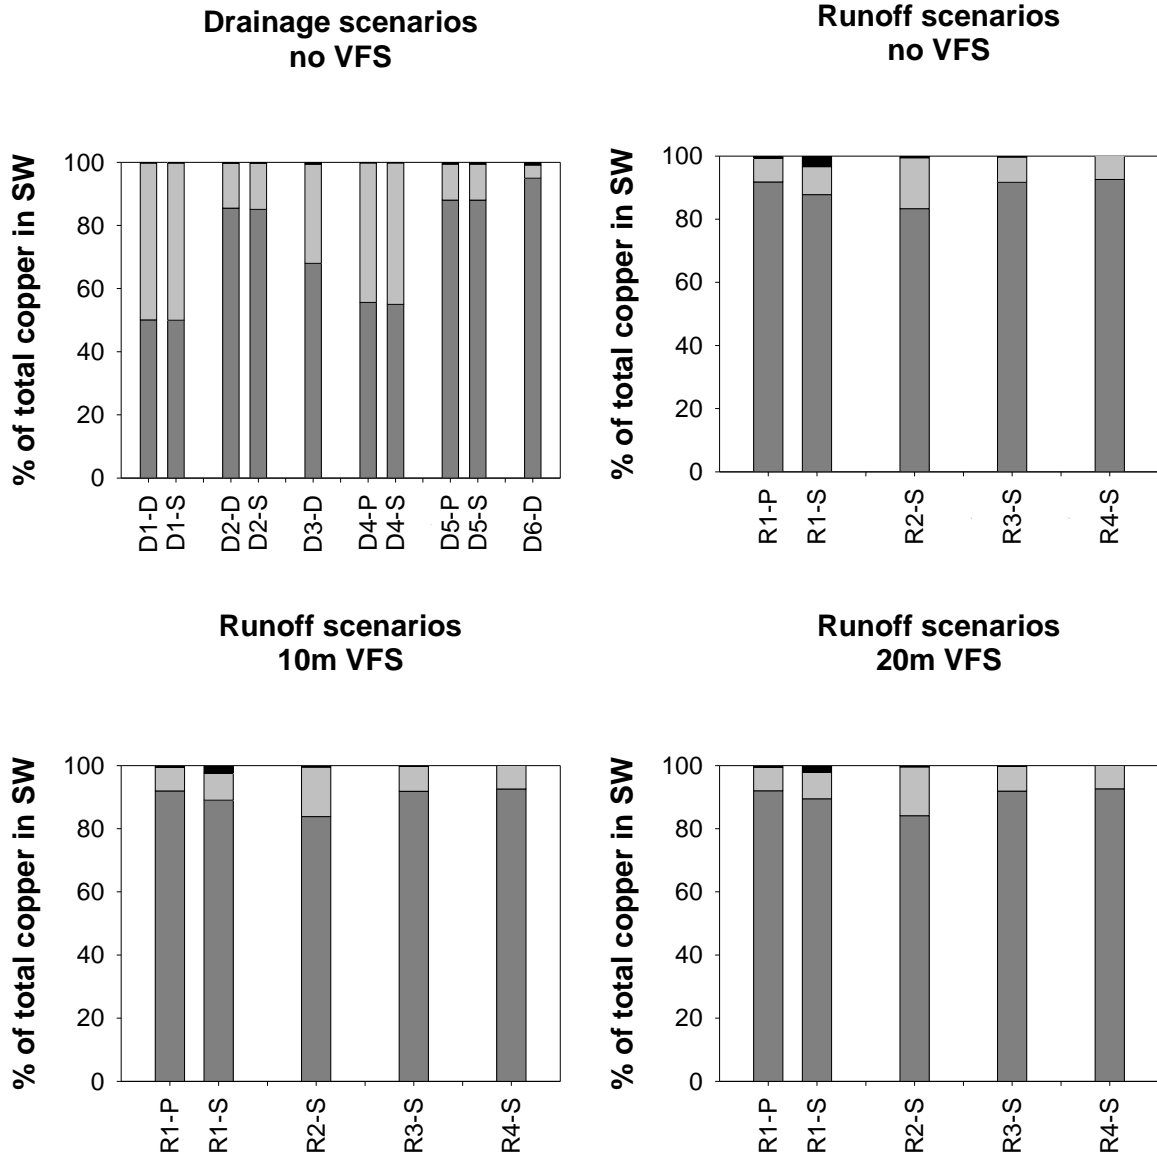 Drainage scenarios
no VFS
% of total copper in SW
100
80
60
40
20
0
D1-D
D1-S
D2-D
D2-S
D3-D
D4-P
D4-S
D5-P
D5-S
D6-D
Runoff scenarios
no VFS
% of total copper in SW
100
80
60
40
20
0
R1-P
R1-S
R2-S
R3-S
R4-S
Runoff scenarios
10m VFS
% of total copper in SW
100
80
60
40
20
0
R1-P
R1-S
R2-S
R3-S
R4-S
Runoff scenarios
20m VFS
% of total copper in SW
100
80
60
40
20
0
R1-P
R1-S
R2-S
R3-S
R4-S